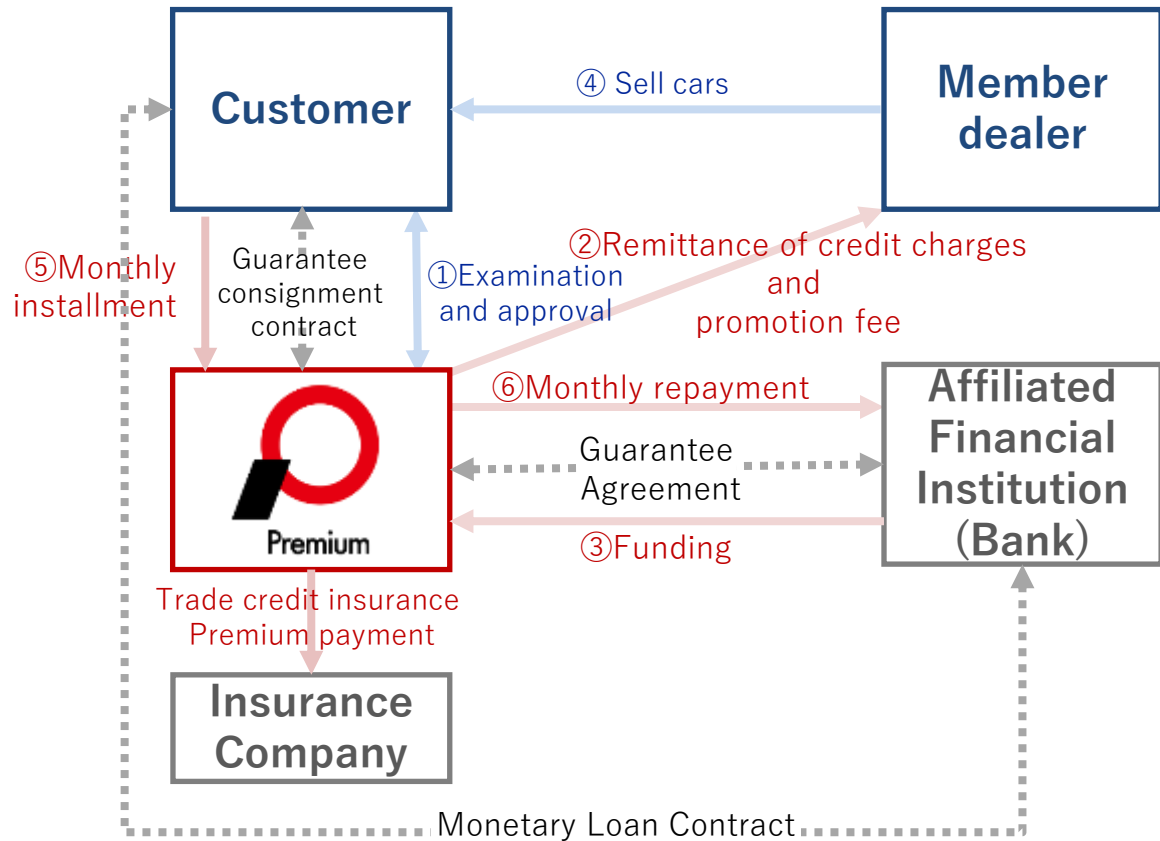 Customer
④ Sell cars
Member
dealer
⑤Monthly
installment
Guarantee
consignment
contract
①Examination
and approval
②Remittance of credit charges
and
promotion fee
Premium
⑥Monthly repayment
Guarantee
Agreement
③Funding
Affiliated
Financial
Institution
(Bank)
Trade credit insurance
Premium payment
Insurance
Company
Monetary Loan Contract